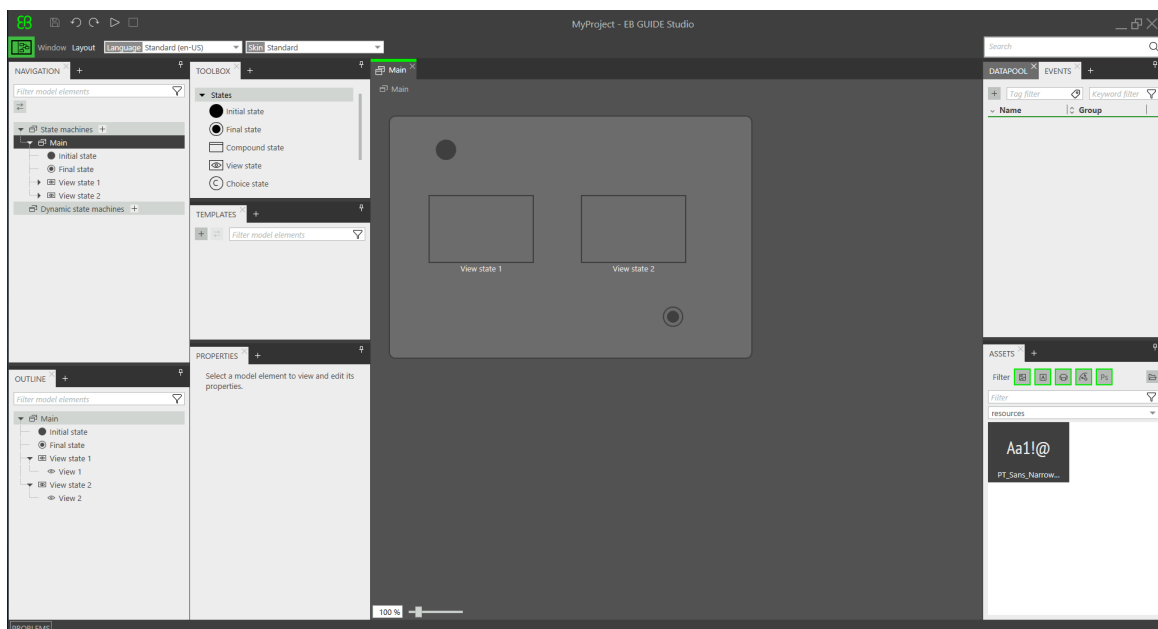 EB
MyProject - EB GUIDE Studio
Window Layout Language Standard (en-US) Skin Standard
Search
NAVIGATION
Filter model elements
State machines
Main
Initial state
Final state
View state 1
View state 2
Dynamic state machines
OUTLINE
Filter model elements
Main
Initial state
Final state
View state 1
View 1
View state 2
View 2
TOOLBOX
States
Initial state
Final state
Compound state
View state
C Choice state
TEMPLATES
Filter model elements
PROPERTIES
Select a model element to view and edit its
properties.
Main
Main
View state 1
View state 2
100 %
DATAPOOL EVENTS
Tag filter Keyword filter
Name Group
ASSETS
Filter A Ps
Filter
resources
Aa1!@
PT_Sans_Narrow...
PROBLEMS